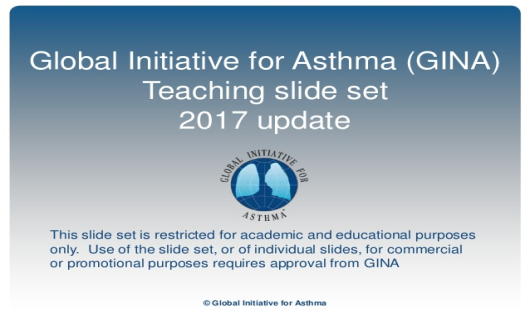 Global Initiative for Asthma (GINA)
Teaching slide set
2017 update
GLOBAL INITIATIVE FOR
ASTHMA
This slide set is restricted for academic and educational purposes
only.  Use of the slide set, or of individual slides, for commercial
or promotional purposes requires approval from GINA
© Global Initiative for Asthma